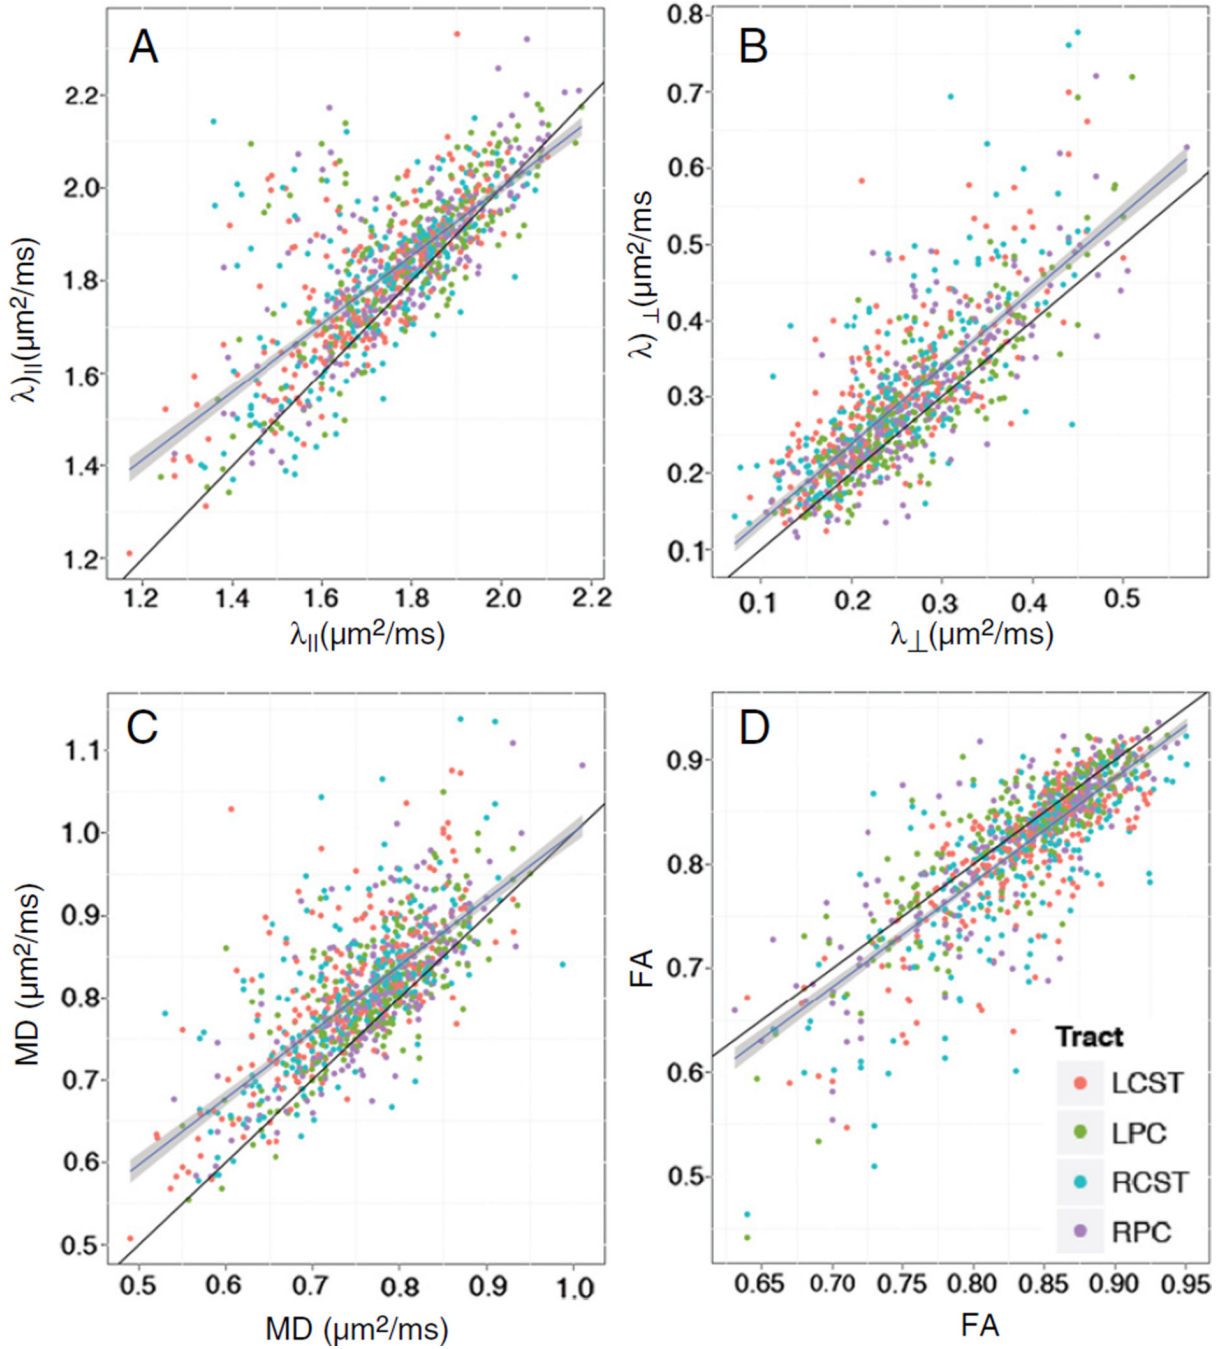 A
B
2.2
2.0
1.8
1.6
1.4
1.2
λ)||(µm2/ms)
1.2 1.4 1.6 1.8 2.0 2.2
λ||(µm2/ms)
0.8
0.7
0.6
0.5
0.4
0.3
0.2
0.1
λ)⊥(µm2/ms
0.1 0.2 0.3 0.4 0.5
λ⊥(µm2/ms)
C
D
1.1
1.0
0.9
0.8
0.7
0.6
0.5
MD (µm2/ms)
0.5 0.6 0.7 0.8 0.9 1.0
MD (µm2/ms)
0.9
0.8
0.7
0.6
0.5
FA
Tract
LCST
LPC
RCST
RPC
0.65 0.70 0.75 0.80 0.85 0.90 0.95
FA